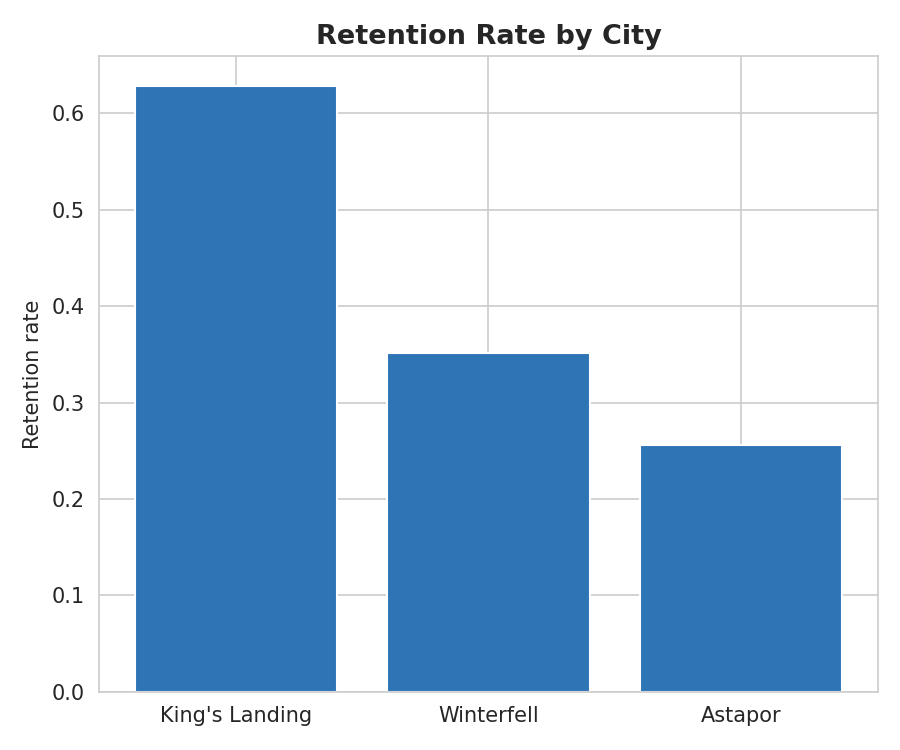 Retention Rate by City
Retention rate
0.6
0.5
0.4
0.3
0.2
0.1
0.0
King's Landing
Winterfell
Astapor